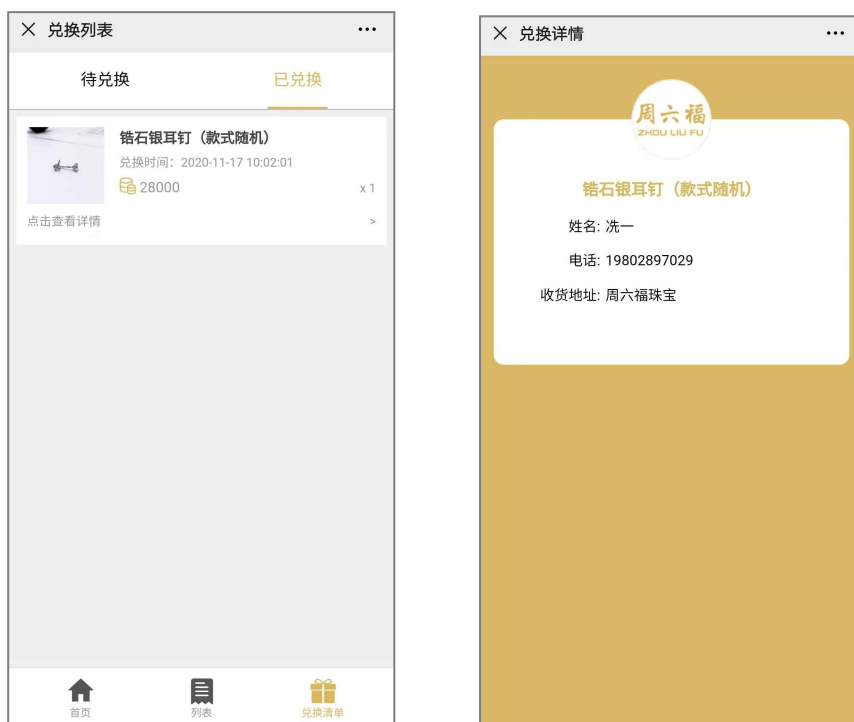 兑换列表
待兑换
已兑换
锆石银耳钉（款式随机）
兑换时间：2020-11-17 10:02:01
28000
x 1
点击查看详情
>
首页
列表
兑换清单
兑换详情
周六福
ZHOU LIU FU
锆石银耳钉（款式随机）
姓名: 冼一
电话: 19802897029
收货地址: 周六福珠宝